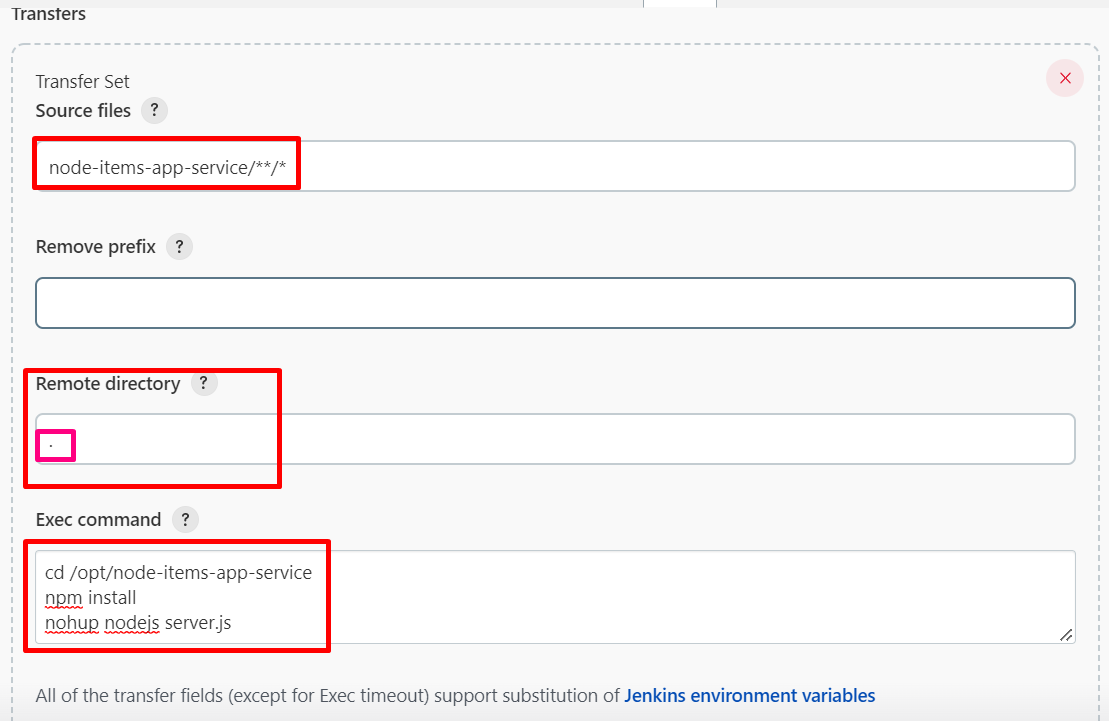 Transfers
Transfer Set
Source files ?
node-items-app-service/**/*
Remove prefix ?
Remote directory ?
.
Exec command ?
cd /opt/node-items-app-service
npm install
nohup nodejs server.js
All of the transfer fields (except for Exec timeout) support substitution of Jenkins environment variables